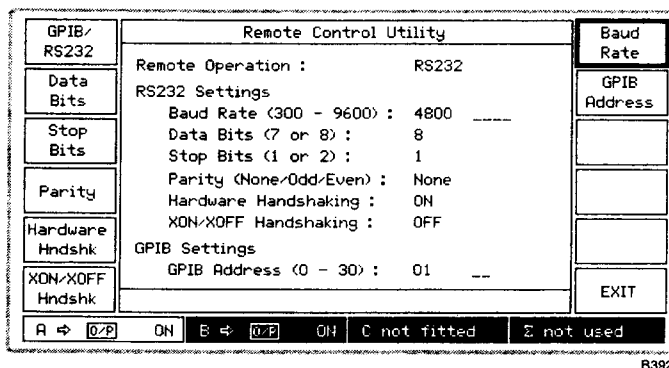 GPIB/
RS232
Data
Bits
Stop
Bits
Parity
Hardware
Hndshk
XON/XOFF
Hndshk
Remote Control Utility
Remote Operation : RS232
RS232 Settings
Baud Rate (300 - 9600) : 4800 ____
Data Bits (7 or 8) : 8
Stop Bits (1 or 2) : 1
Parity (None/Odd/Even) : None
Hardware Handshaking : ON
XON/XOFF Handshaking : OFF
GPIB Settings
GPIB Address (0 - 30) : 01 __
Baud
Rate
GPIB
Address
EXIT
A ⇨ O/P ON B ⇨ O/P ON C not fitted Σ not used
B392